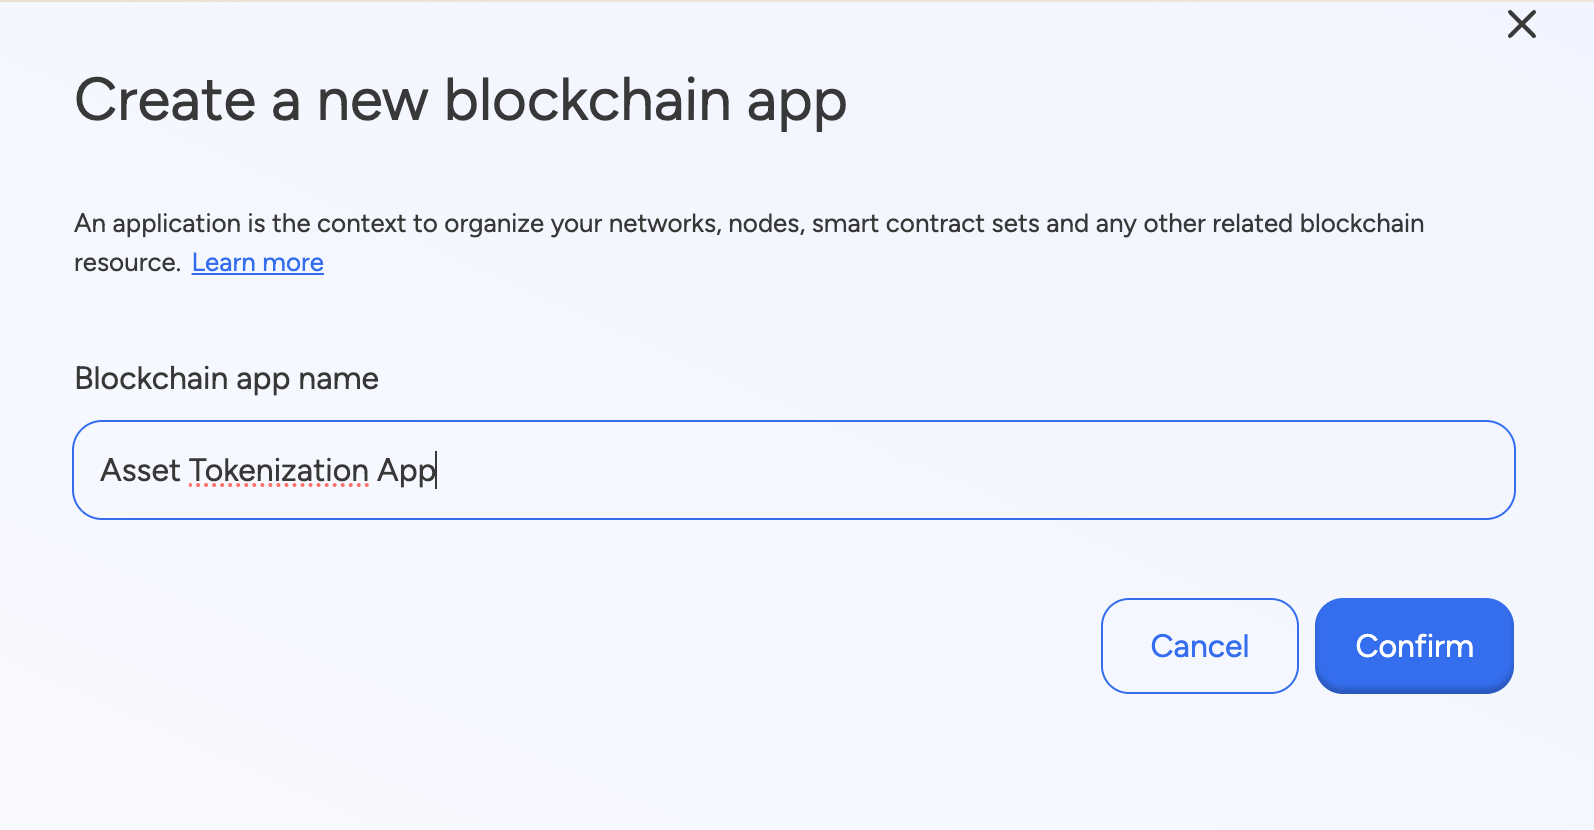 Create a new blockchain app
An application is the context to organize your networks, nodes, smart contract sets and any other related blockchain
resource. Learn more
Blockchain app name
Asset Tokenization App
Cancel Confirm